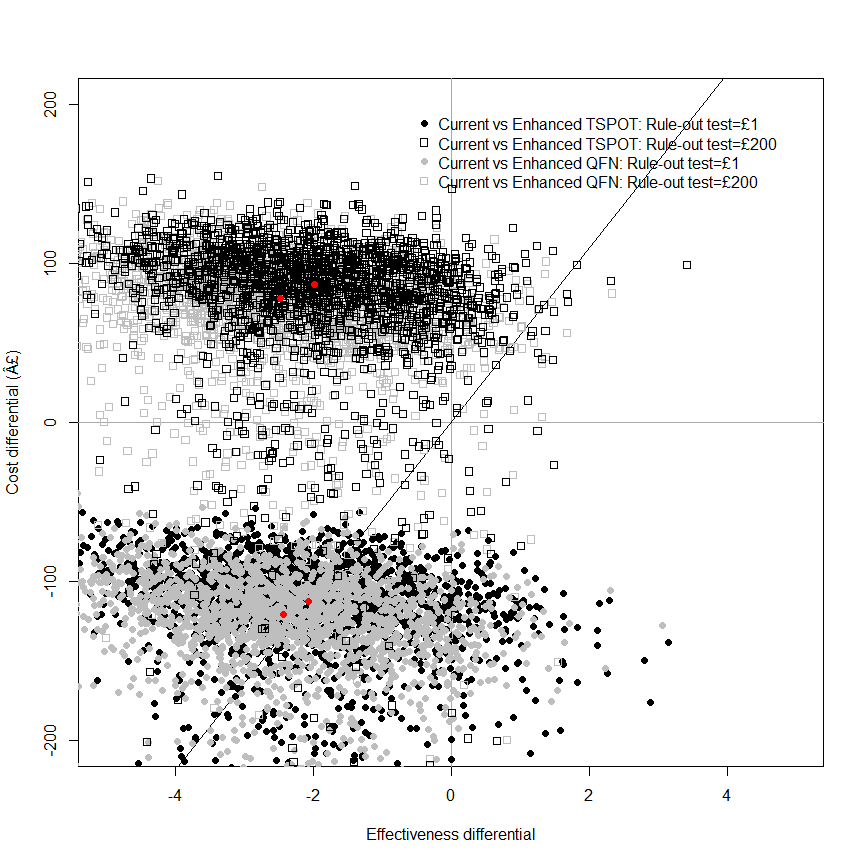 Current vs Enhanced TSPOT: Rule-out test=£1
Current vs Enhanced TSPOT: Rule-out test=£200
Current vs Enhanced QFN: Rule-out test=£1
Current vs Enhanced QFN: Rule-out test=£200
200
100
0
-100
-200
Cost differential (Â£)
-4
-2
0
2
4
Effectiveness differential